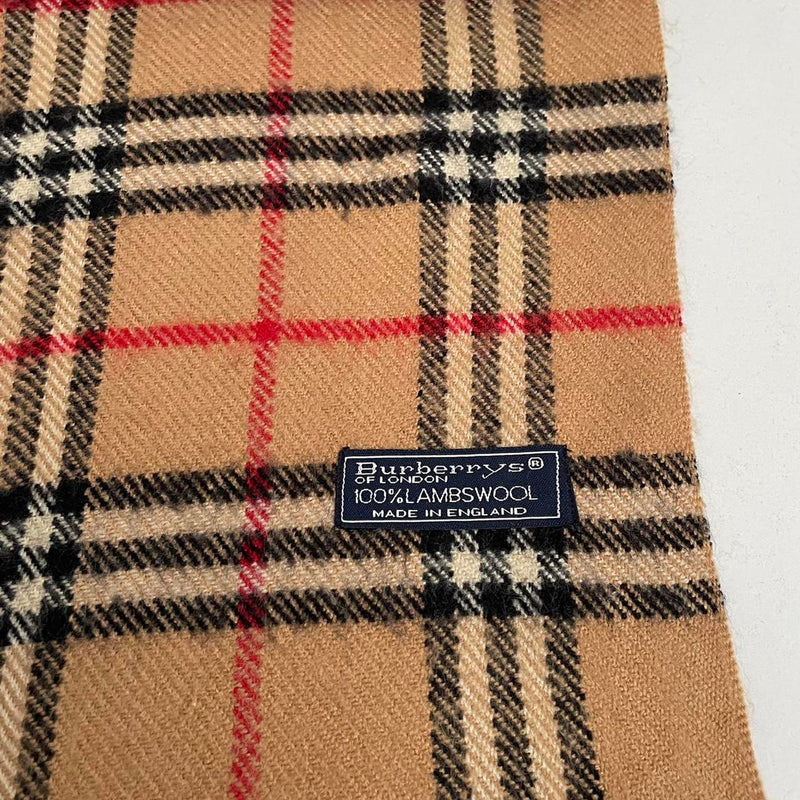 Burberrys®
OF LONDON
100%LAMBSWOOL
MADE IN ENGLAND